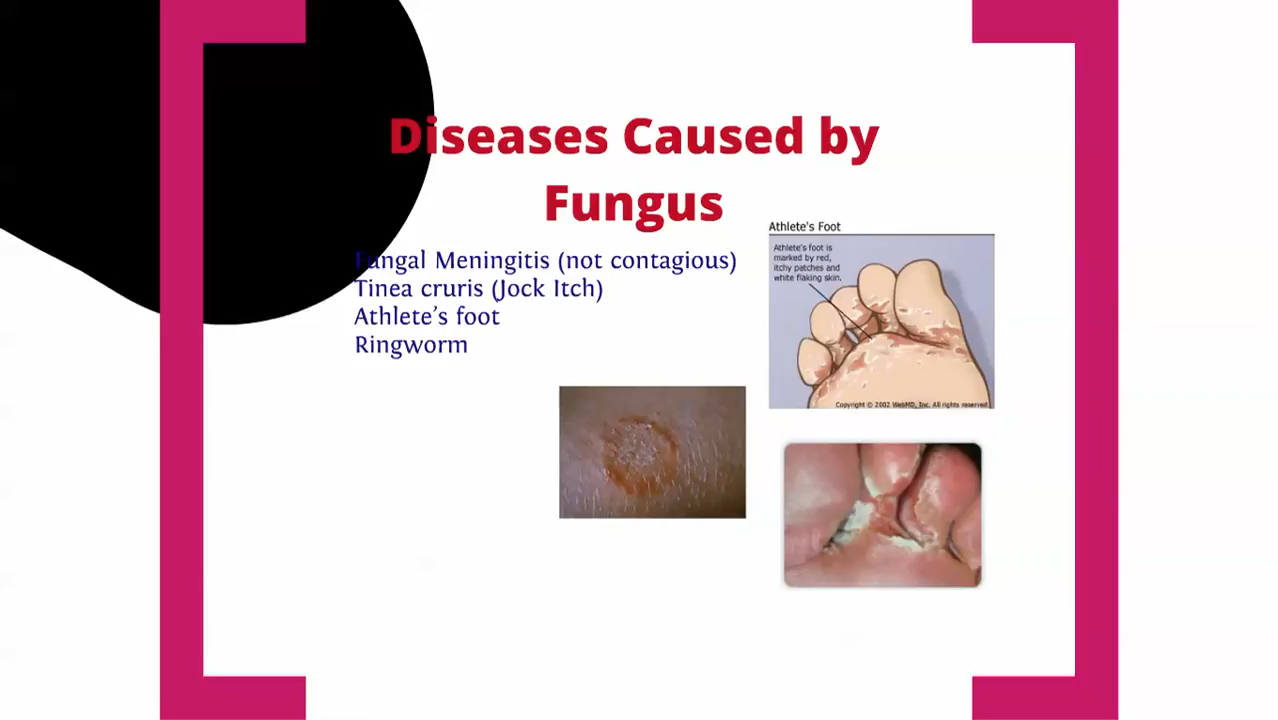 Diseases Caused by
Fungus
Fungal Meningitis (not contagious)
Tinea cruris (Jock Itch)
Athlete's foot
Ringworm
Athlete's Foot
Athlete's foot is
marked by red,
itchy patches and
white flaking skin.
Copyright © 2002 WebMD, Inc. All rights reserved.